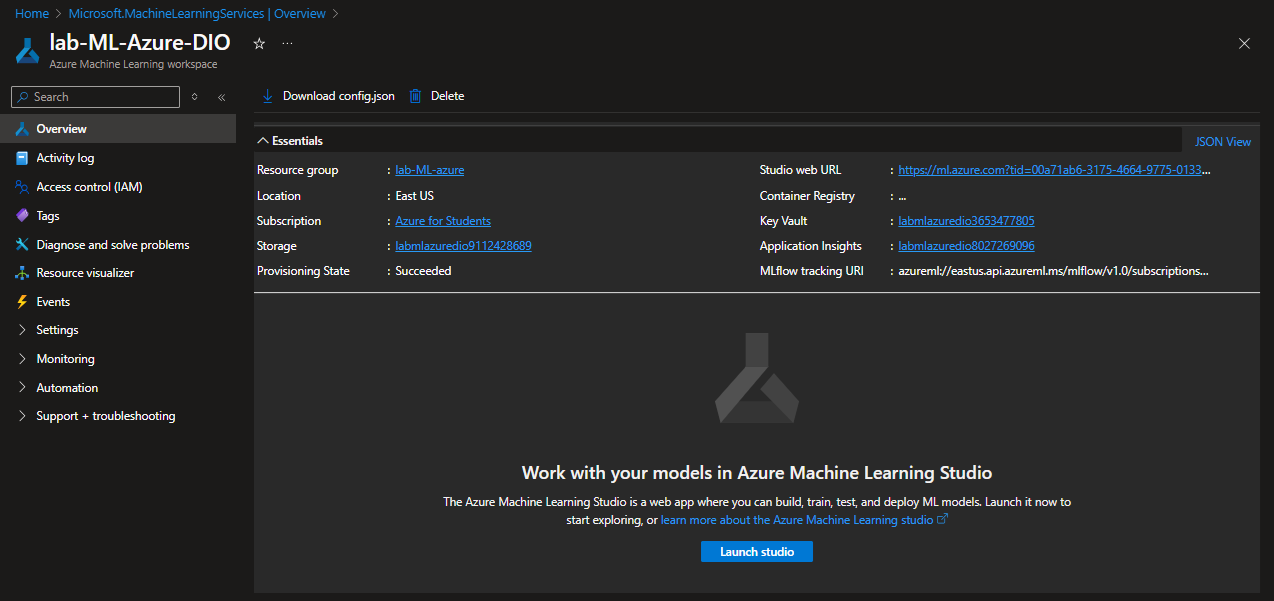 Home > Microsoft.MachineLearningServices | Overview >
lab-ML-Azure-DIO ☆ ...
Azure Machine Learning workspace
Search
Overview
Activity log
Access control (IAM)
Tags
Diagnose and solve problems
Resource visualizer
Events
Settings
Monitoring
Automation
Support + troubleshooting
Download config.json Delete
Essentials JSON View
Resource group : lab-ML-azure
Location : East US
Subscription : Azure for Students
Storage : labmlazuredio9112428689
Provisioning State : Succeeded
Studio web URL : https://ml.azure.com?tid=00a71ab6-3175-4664-9775-0133...
Container Registry : ...
Key Vault : labmlazuredio3653477805
Application Insights : labmlazuredio8027269096
MLflow tracking URI : azureml://eastus.api.azureml.ms/mlflow/v1.0/subscriptions...
Work with your models in Azure Machine Learning Studio
The Azure Machine Learning Studio is a web app where you can build, train, test, and deploy ML models. Launch it now to
start exploring, or learn more about the Azure Machine Learning studio
Launch studio